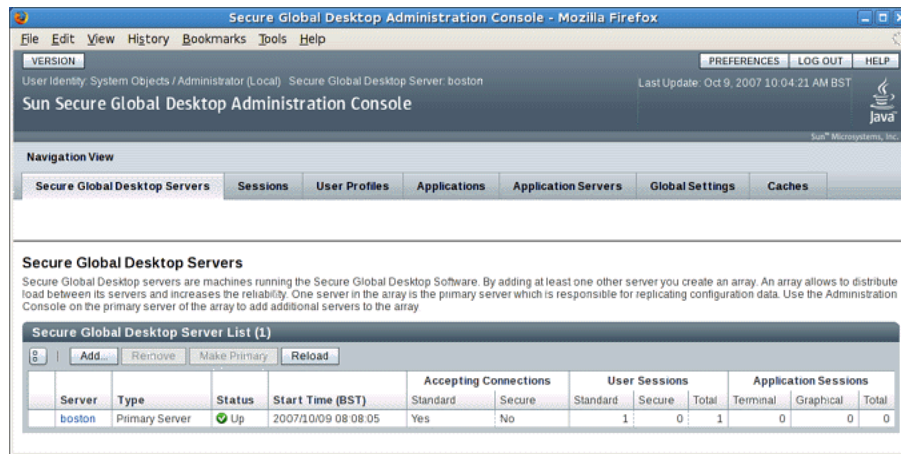 Secure Global Desktop Administration Console - Mozilla Firefox
File Edit View History Bookmarks Tools Help
VERSION PREFERENCES LOG OUT HELP
User Identity: System Objects / Administrator (Local) Secure Global Desktop Server: boston Last Update: Oct 9, 2007 10:04:21 AM BST
Sun Secure Global Desktop Administration Console
Java
Sun™ Microsystems, Inc.
Navigation View
Secure Global Desktop Servers Sessions User Profiles Applications Application Servers Global Settings Caches
Secure Global Desktop Servers
Secure Global Desktop servers are machines running the Secure Global Desktop Software. By adding at least one other server you create an array. An array allows to distribute
load between its servers and increases the reliability. One server in the array is the primary server which is responsible for replicating configuration data. Use the Administration
Console on the primary server of the array to add additional servers to the array
Secure Global Desktop Server List (1)
Add... Remove Make Primary Reload
Accepting Connections User Sessions Application Sessions
Server Type Status Start Time (BST) Standard Secure Standard Secure Total Terminal Graphical Total
boston Primary Server Up 2007/10/09 08:08:05 Yes No 1 0 1 0 0 0